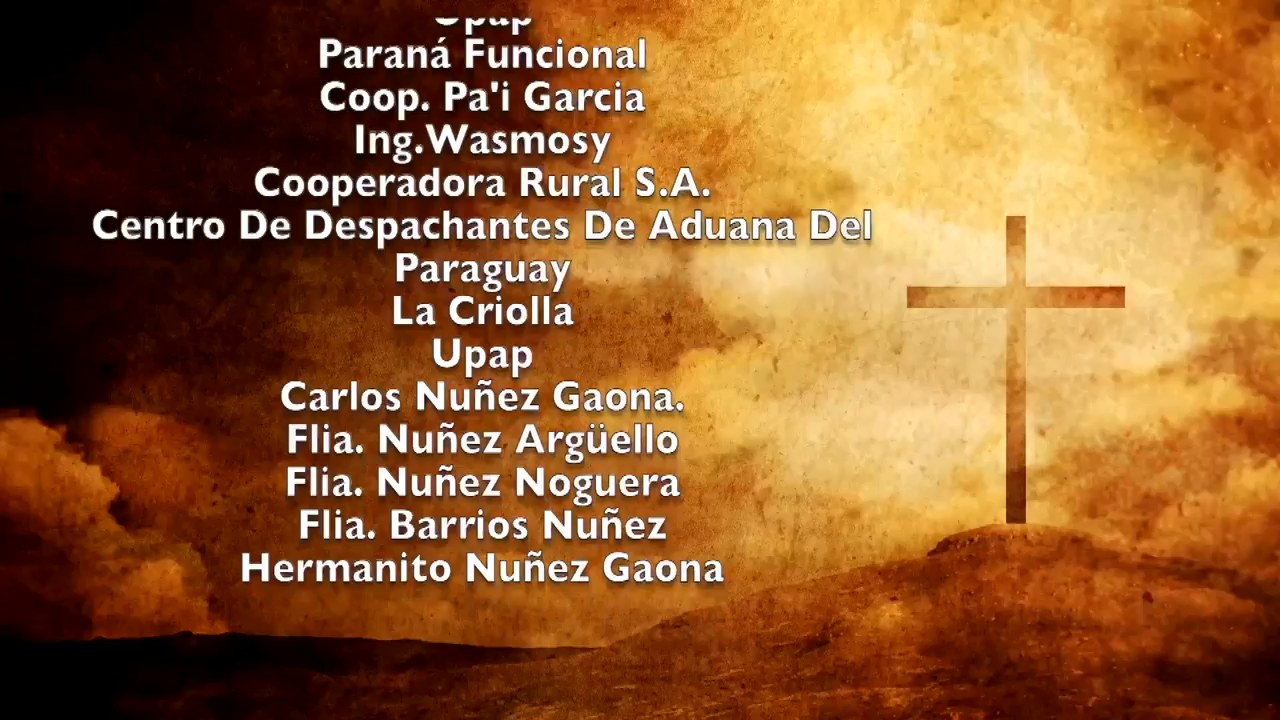 Upap
Paraná Funcional
Coop. Pa'i Garcia
Ing.Wasmosy
Cooperadora Rural S.A.
Centro De Despachantes De Aduana Del
Paraguay
La Criolla
Upap
Carlos Nuñez Gaona.
Flia. Nuñez Argüello
Flia. Nuñez Noguera
Flia. Barrios Nuñez
Hermanito Nuñez Gaona